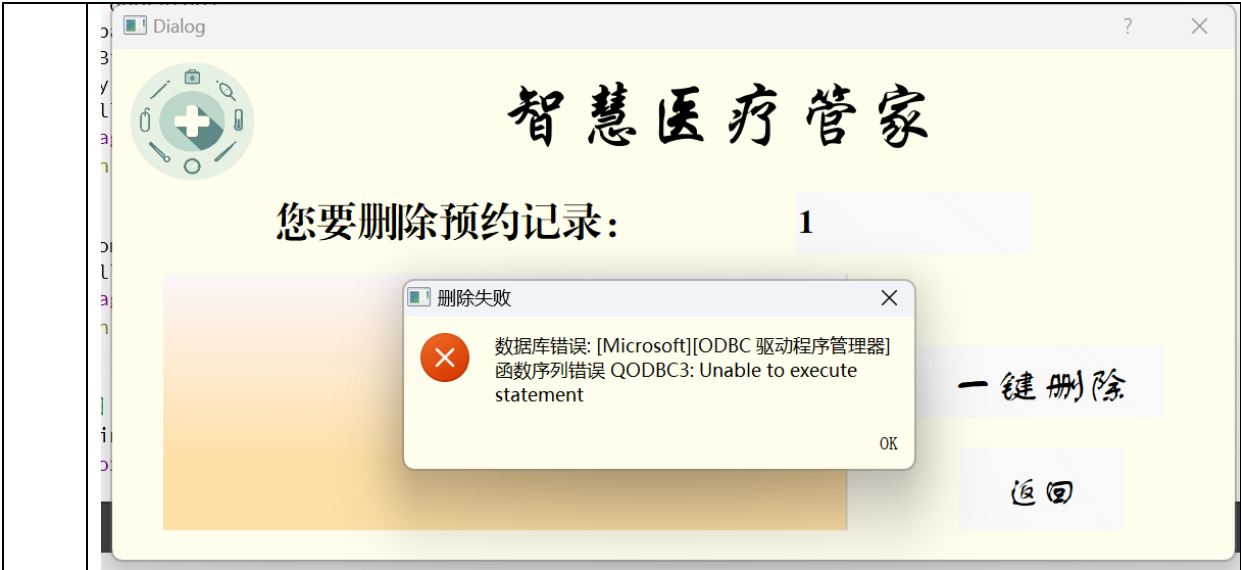 Dialog
智慧医疗管家
您要删除预约记录：
1
删除失败
数据库错误: [Microsoft][ODBC 驱动程序管理器]
函数序列错误 QODBC3: Unable to execute
statement
OK
一键删除
返回